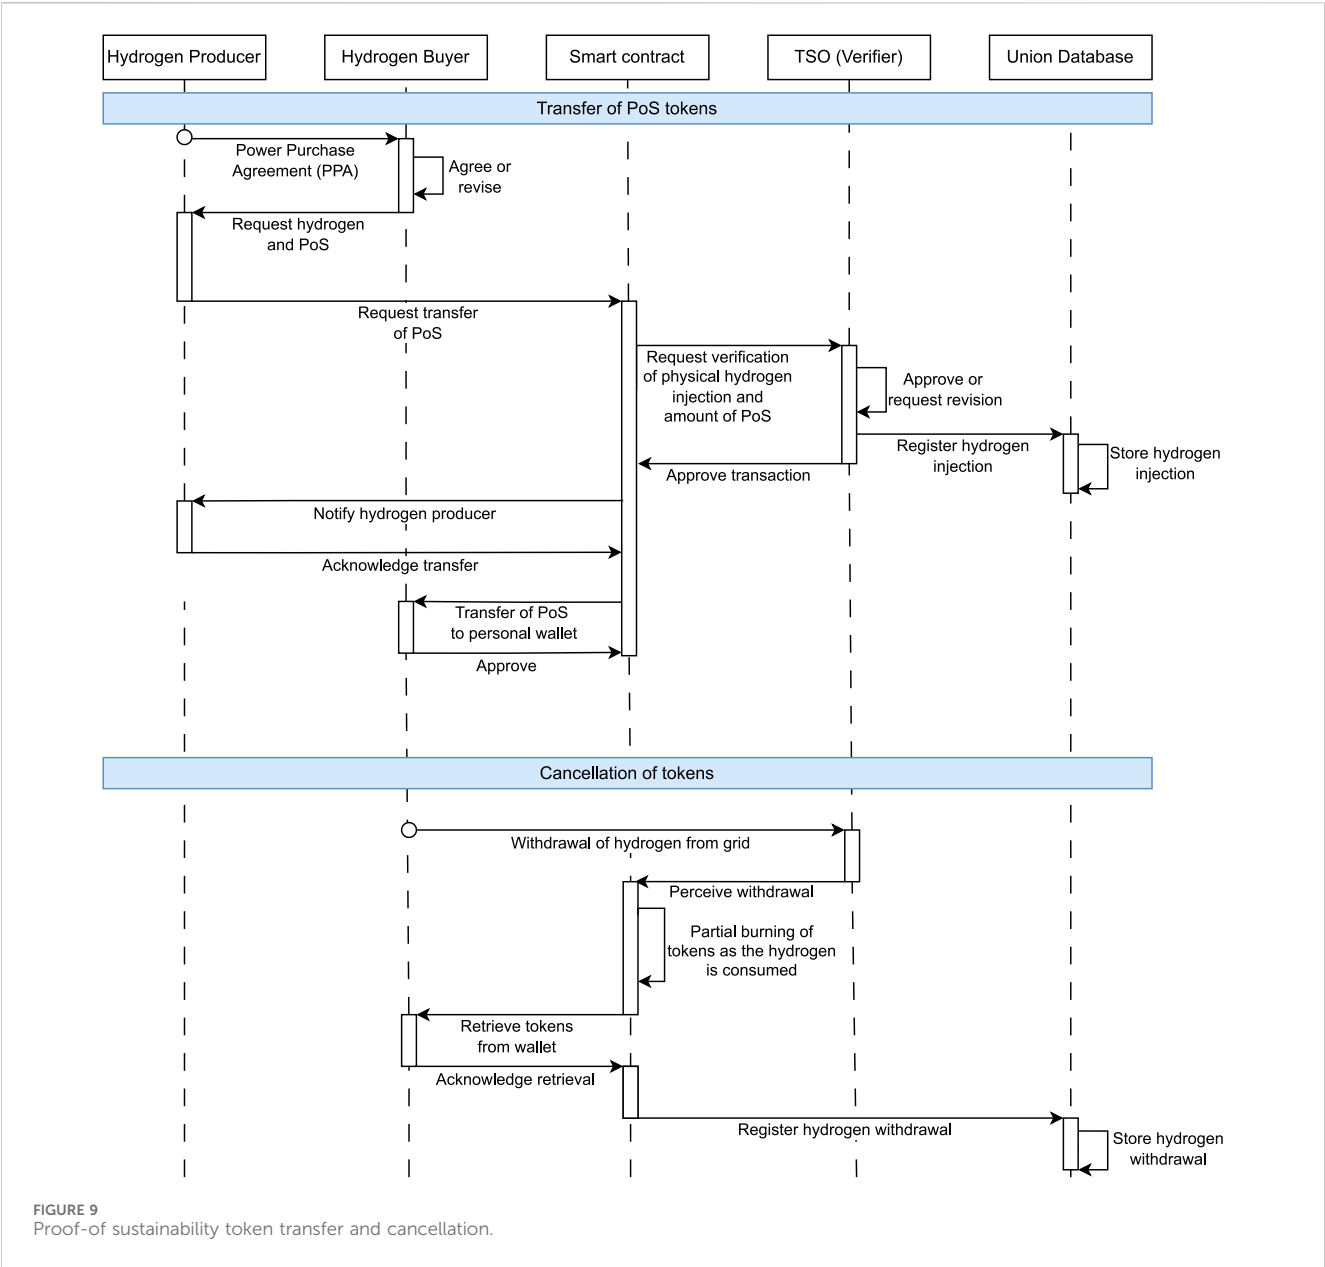 Hydrogen Producer
Hydrogen Buyer
Smart contract
TSO (Verifier)
Union Database
Transfer of PoS tokens
Power Purchase
Agreement (PPA)
Agree or
revise
Request hydrogen
and PoS
Request transfer
of PoS
Request verification
of physical hydrogen
injection and
amount of PoS
Approve or
request revision
Register hydrogen
injection
Store hydrogen
injection
Approve transaction
Notify hydrogen producer
Acknowledge transfer
Transfer of PoS
to personal wallet
Approve
Cancellation of tokens
Withdrawal of hydrogen from grid
Perceive withdrawal
Partial burning of
tokens as the hydrogen
is consumed
Retrieve tokens
from wallet
Acknowledge retrieval
Register hydrogen withdrawal
Store hydrogen
withdrawal
FIGURE 9
Proof-of sustainability token transfer and cancellation.